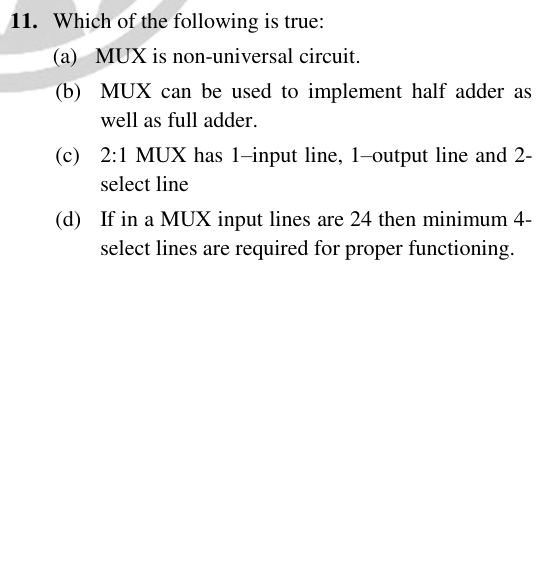 11. Which of the following is true:
(a) MUX is non-universal circuit.
(b) MUX can be used to implement half adder as
well as full adder.
(c) 2:1 MUX has 1–input line, 1–output line and 2-
select line
(d) If in a MUX input lines are 24 then minimum 4-
select lines are required for proper functioning.